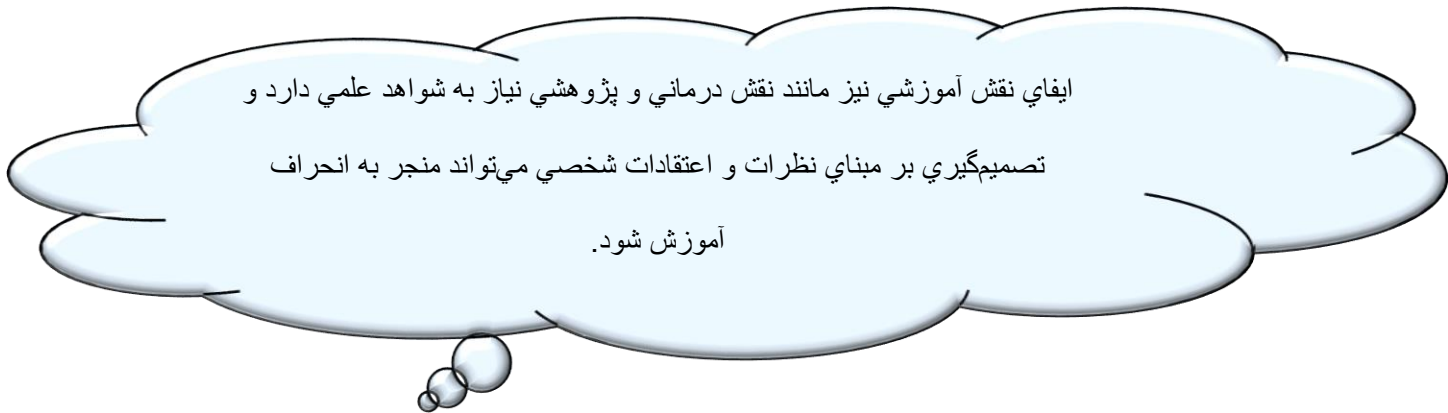 ايفاي نقش آموزشي نيز مانند نقش درماني و پژوهشي نياز به شواهد علمي دارد و
تصميم‌گيري بر مبناي نظرات و اعتقادات شخصي مي‌تواند منجر به انحراف
آموزش شود.